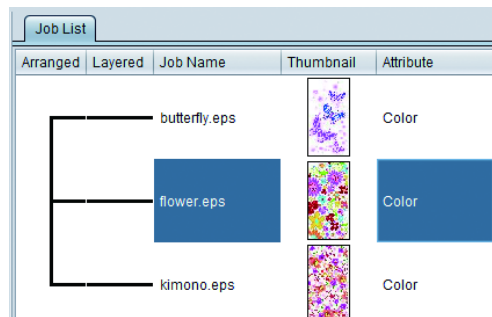 Job List
Arranged Layered Job Name Thumbnail Attribute
butterfly.eps Color
flower.eps Color
kimono.eps Color